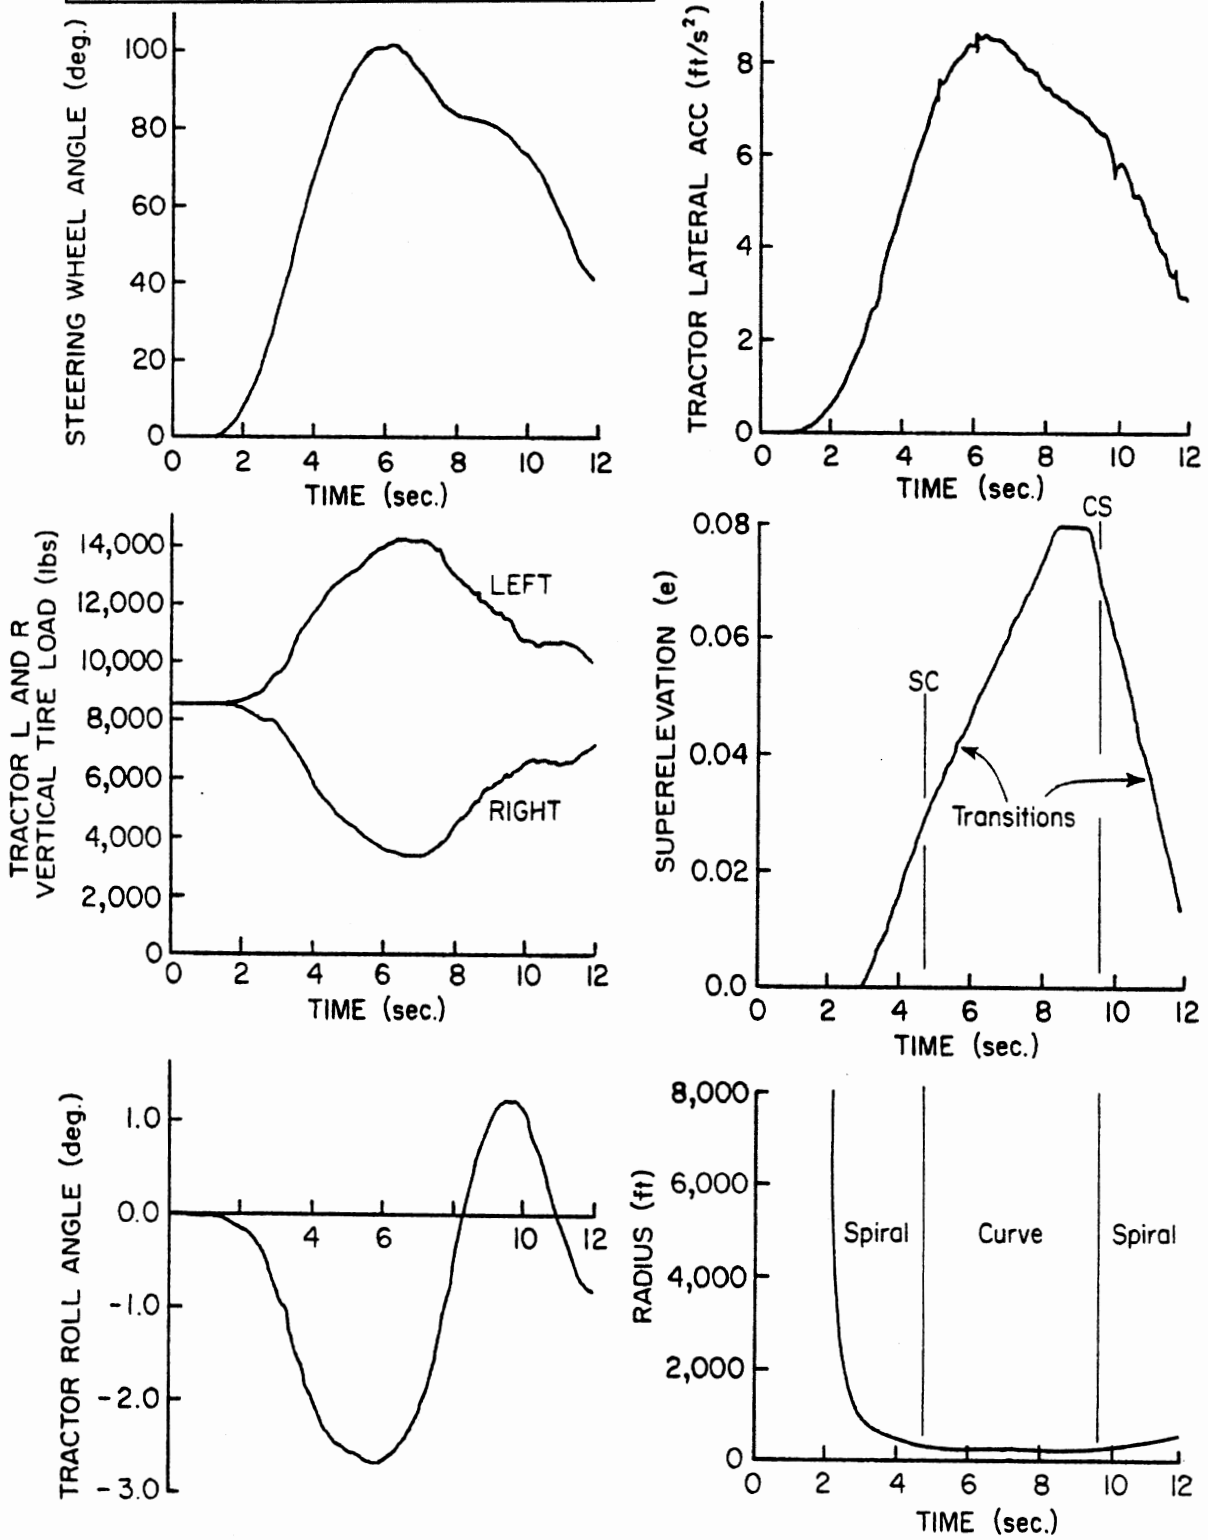 STEERING WHEEL ANGLE (deg.)
100
80
60
40
20
0
0 2 4 6 8 10 12
TIME (sec.)
TRACTOR LATERAL ACC (ft/s²)
8
6
4
2
0
0 2 4 6 8 10 12
TIME (sec.)
TRACTOR L AND R
VERTICAL TIRE LOAD (lbs)
14,000
12,000
10,000
8,000
6,000
4,000
2,000
0
LEFT
RIGHT
0 2 4 6 8 10 12
TIME (sec.)
SUPERELEVATION (e)
0.08
0.06
0.04
0.02
0.0
CS
SC
Transitions
0 2 4 6 8 10 12
TIME (sec.)
TRACTOR ROLL ANGLE (deg.)
1.0
0.0
-1.0
-2.0
-3.0
4 6 10 12
RADIUS (ft)
8,000
6,000
4,000
2,000
0
Spiral Curve Spiral
0 2 4 6 8 10 12
TIME (sec.)